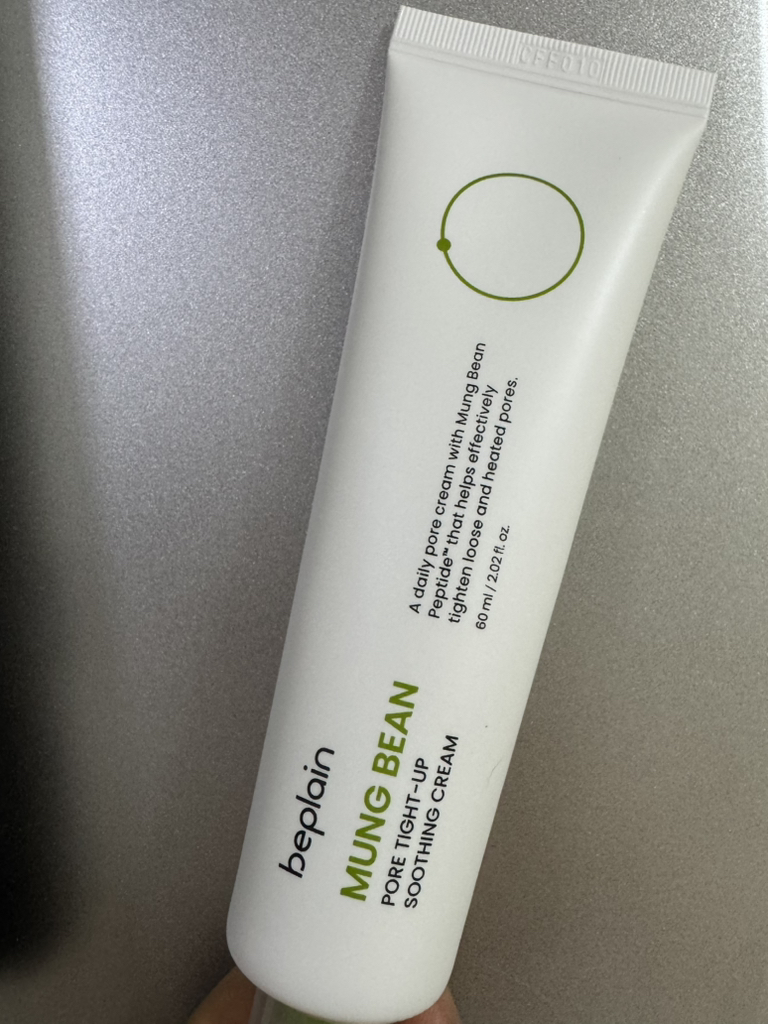 beplain
MUNG BEAN
PORE TIGHT-UP
SOOTHING CREAM
A daily pore cream with Mung Bean
Peptide™ that helps effectively
tighten loose and heated pores.
60 ml / 2.02 fl. oz.